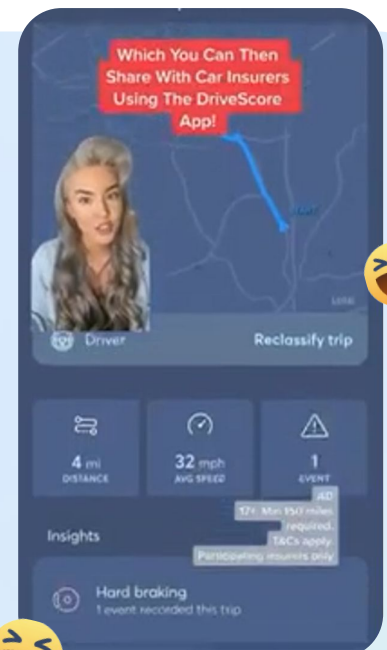 Which You Can Then
Share With Car Insurers
Using The DriveScore
App!
Driver
Reclassify trip
4 mi
DISTANCE
32 mph
AVG SPEED
1
EVENT
AD
17+. Min 150 miles
required.
T&Cs apply.
Participating insurers only
Insights
Hard braking
1 event recorded this trip